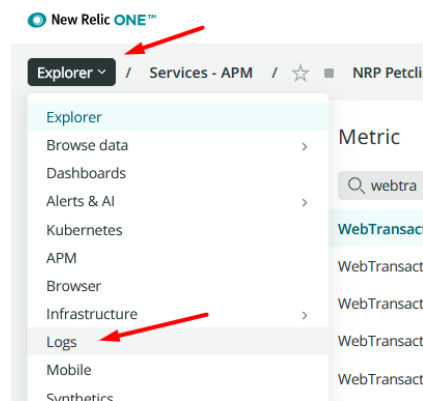 New Relic ONE™
Explorer / Services - APM / NRP Petcli
Explorer
Browse data
Dashboards
Alerts & AI
Kubernetes
APM
Browser
Infrastructure
Logs
Mobile
Synthetics
Metric
webtra
WebTransact
WebTransact
WebTransact
WebTransact
WebTransact